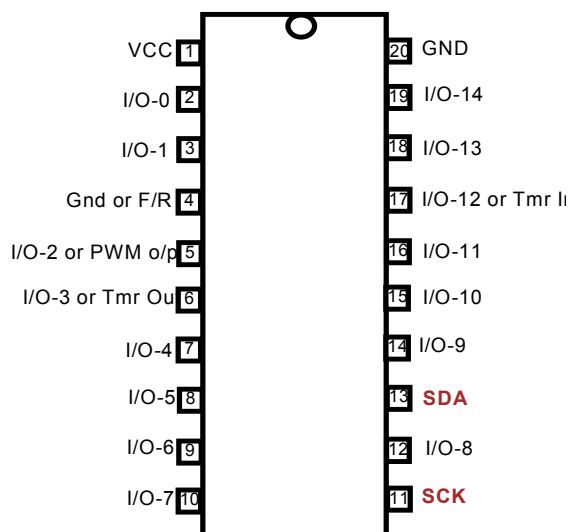 VCC 1 20 GND
I/O-0 2 19 I/O-14
I/O-1 3 18 I/O-13
Gnd or F/R 4 17 I/O-12 or Tmr In
I/O-2 or PWM o/p 5 16 I/O-11
I/O-3 or Tmr Ou 6 15 I/O-10
I/O-4 7 14 I/O-9
I/O-5 8 13 SDA
I/O-6 9 12 I/O-8
I/O-7 10 11 SCK